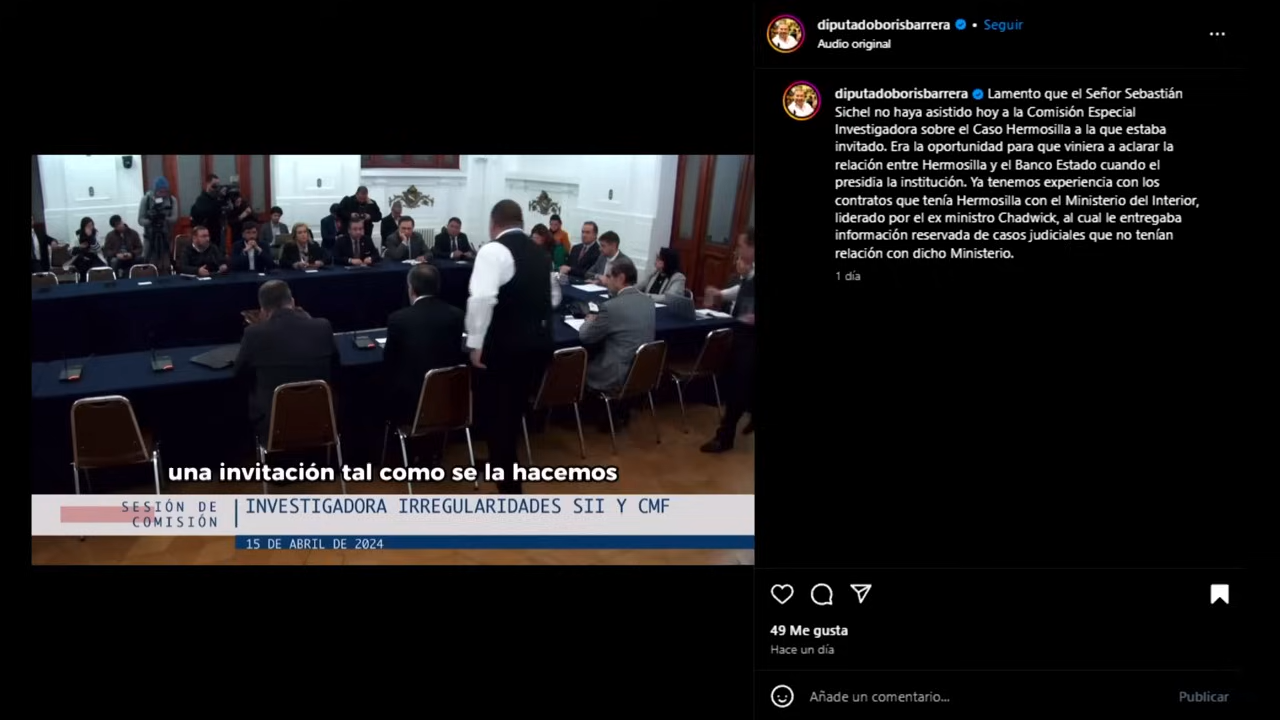 diputadoborisbarrera • Seguir
Audio original
diputadoborisbarrera Lamento que el Señor Sebastián
Sichel no haya asistido hoy a la Comisión Especial
Investigadora sobre el Caso Hermosilla a la que estaba
invitado. Era la oportunidad para que viniera a aclarar la
relación entre Hermosilla y el Banco Estado cuando el
presidia la institución. Ya tenemos experiencia con los
contratos que tenía Hermosilla con el Ministerio del Interior,
liderado por el ex ministro Chadwick, al cual le entregaba
información reservada de casos judiciales que no tenían
relación con dicho Ministerio.
1 día
una invitación tal como se la hacemos
SESIÓN DE
COMISIÓN
INVESTIGADORA IRREGULARIDADES SII Y CMF
15 DE ABRIL DE 2024
49 Me gusta
Hace un día
Añade un comentario...
Publicar